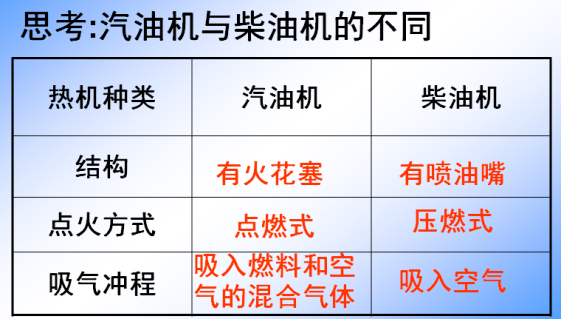 思考:汽油机与柴油机的不同
热机种类 汽油机 柴油机
结构 有火花塞 有喷油嘴
点火方式 点燃式 压燃式
吸气冲程 吸入燃料和空 吸入空气
气的混合气体